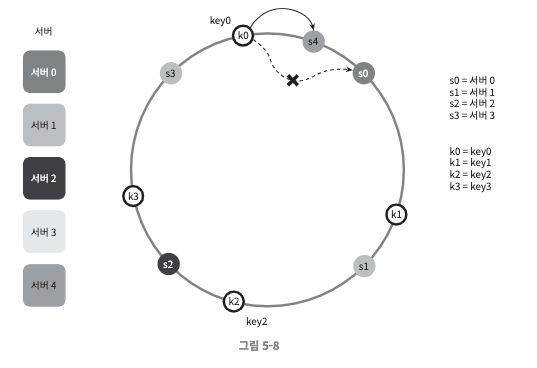 서버
서버 0
서버 1
서버 2
서버 3
서버 4
key0
k0
s4
s3
s0
k3
k1
s2
s1
k2
key2
s0 = 서버 0
s1 = 서버 1
s2 = 서버 2
s3 = 서버 3
k0 = key0
k1 = key1
k2 = key2
k3 = key3
그림 5-8